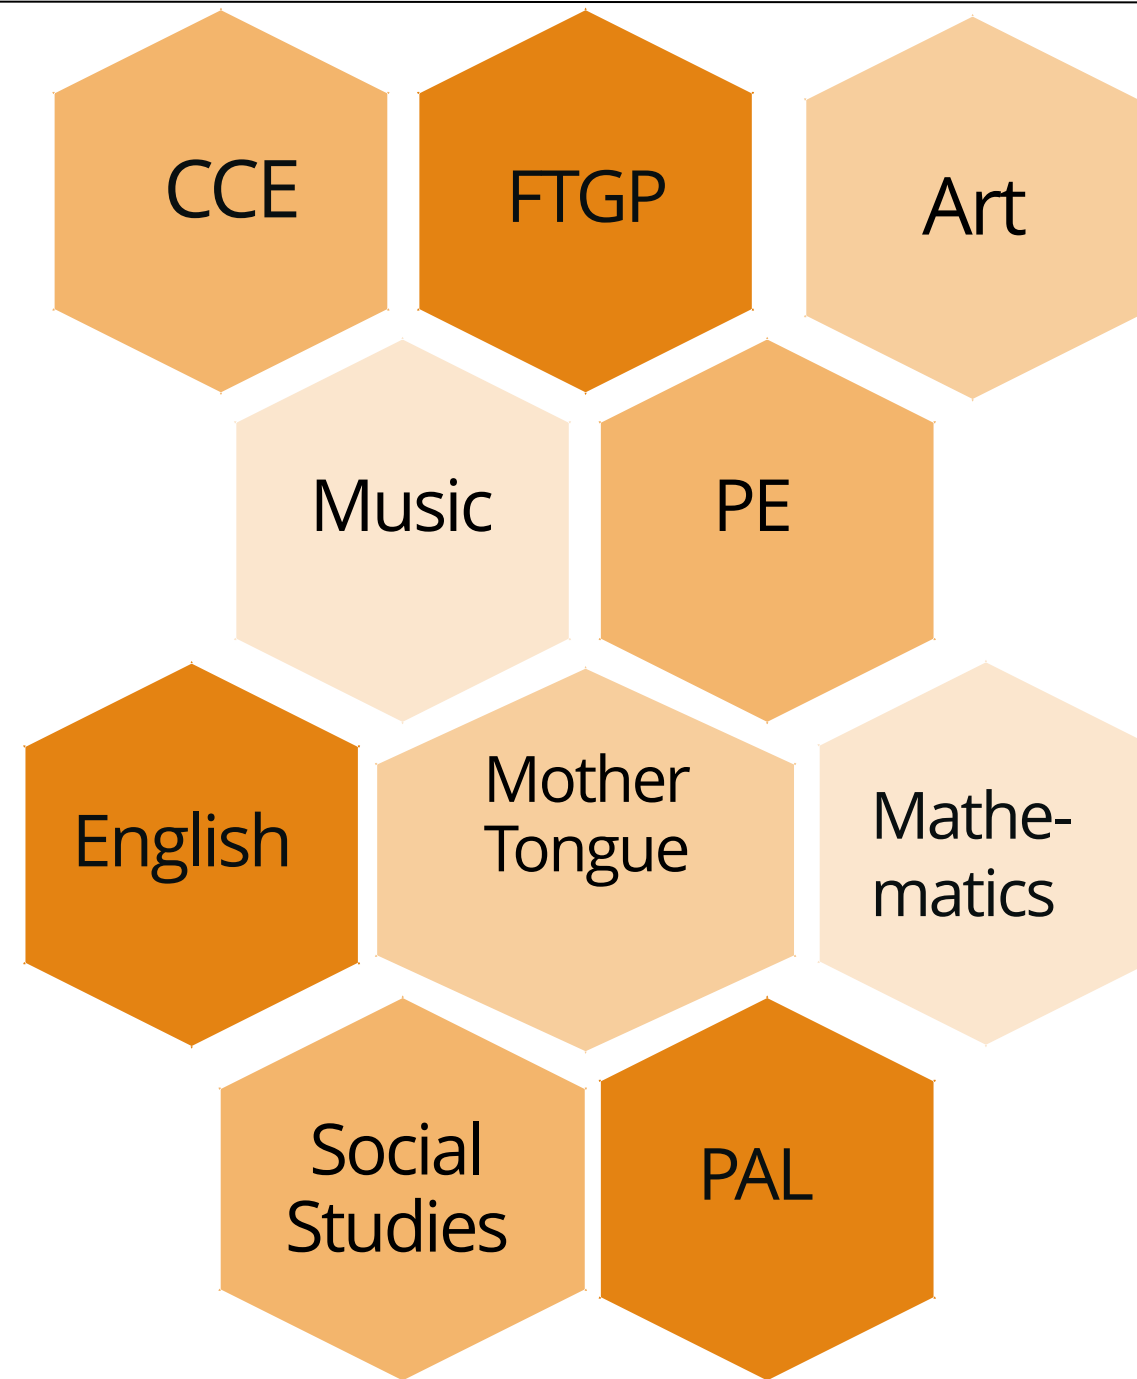 CCE
FTGP
Art
Music
PE
English
Mother
Tongue
Mathe-
matics
Social
Studies
PAL